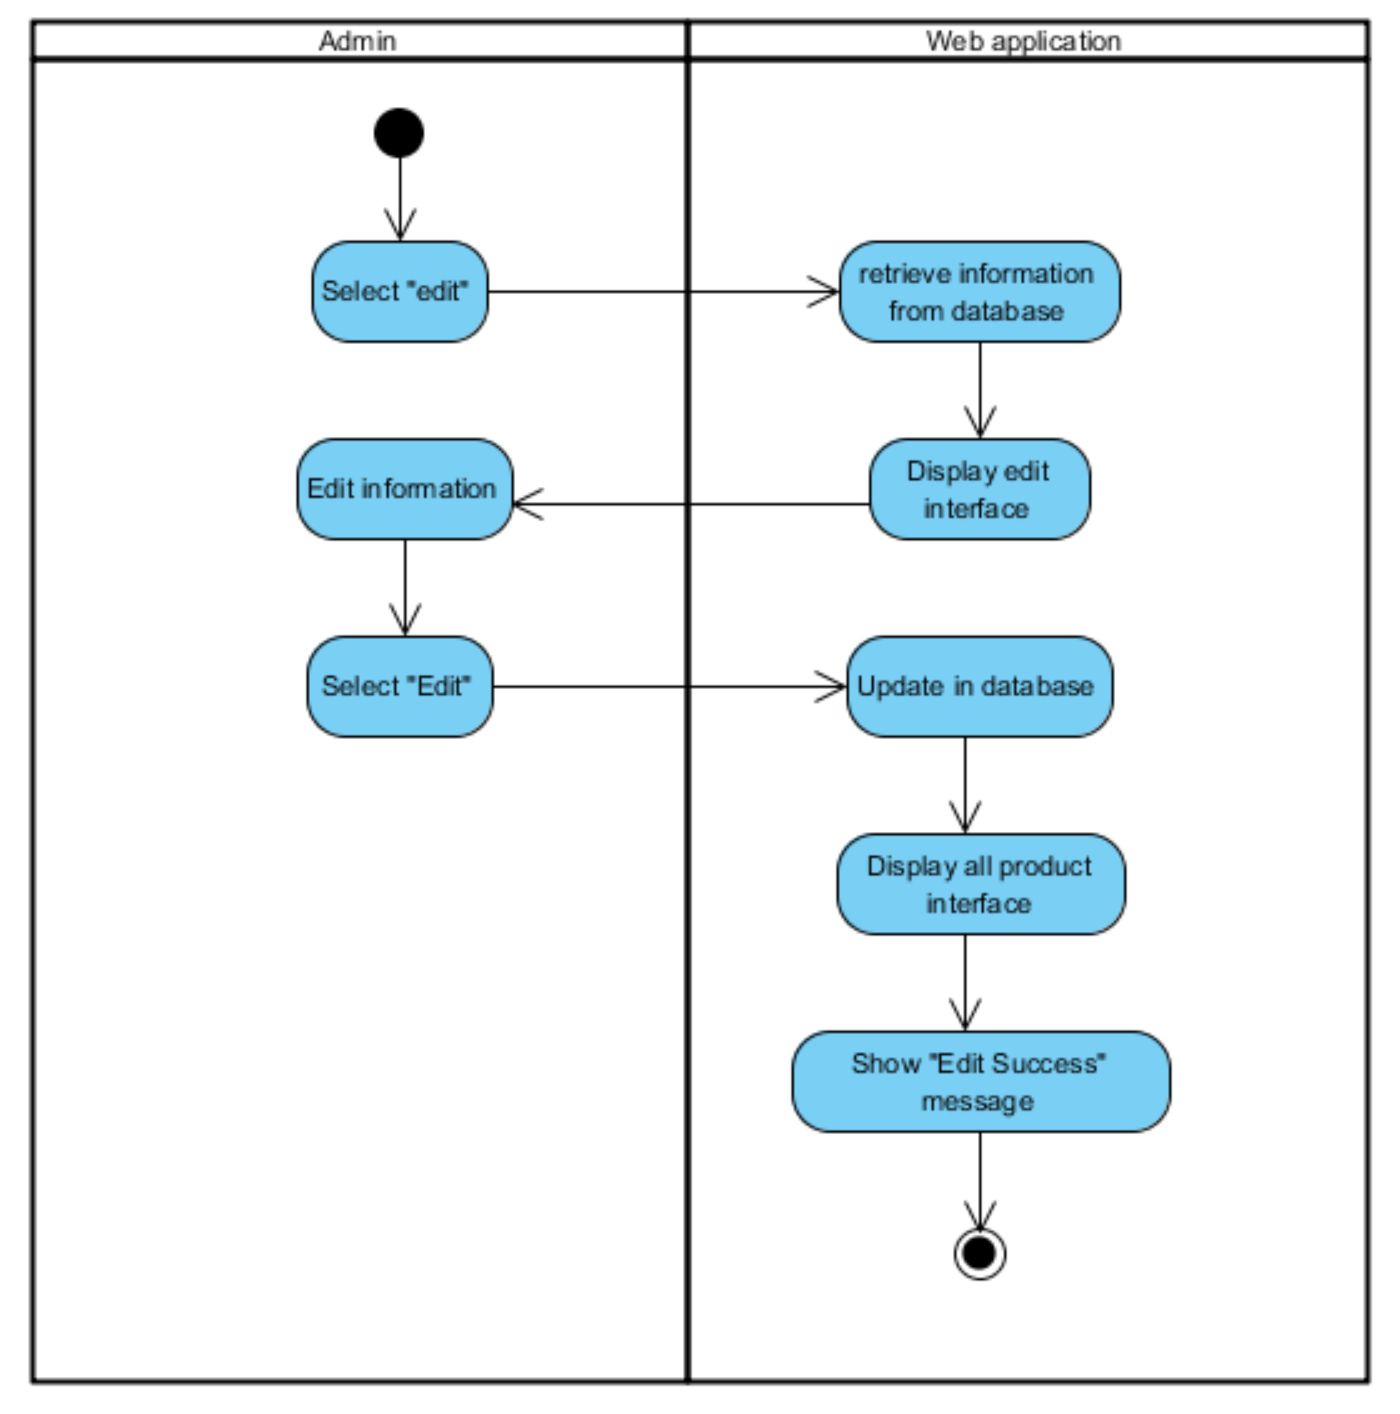 Admin
Web application
Select "edit"
retrieve information
from database
Edit information
Display edit
interface
Select "Edit"
Update in database
Display all product
interface
Show "Edit Success"
message